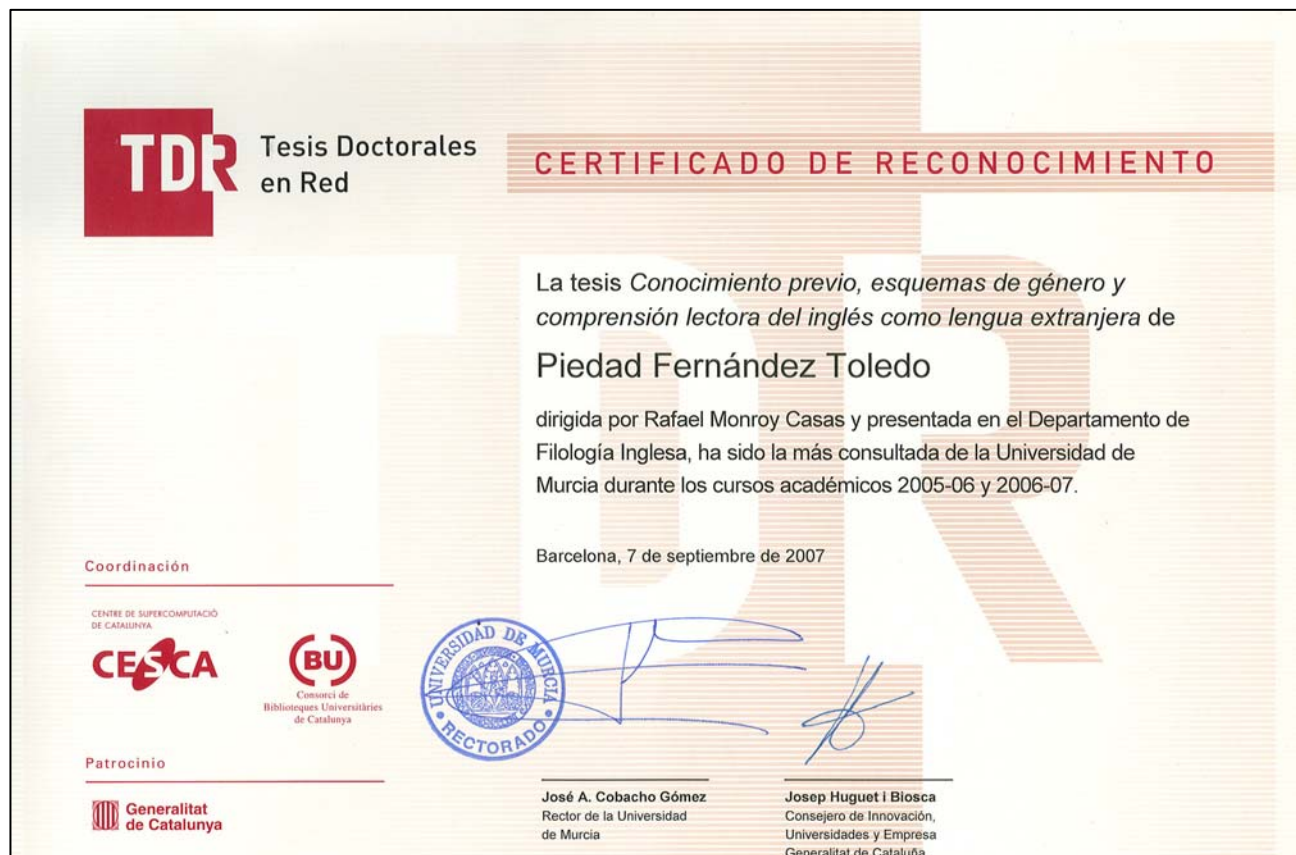 TDR
Tesis Doctorales
en Red
CERTIFICADO DE RECONOCIMIENTO
La tesis Conocimiento previo, esquemas de género y
comprensión lectora del inglés como lengua extranjera de
Piedad Fernández Toledo
dirigida por Rafael Monroy Casas y presentada en el Departamento de
Filología Inglesa, ha sido la más consultada de la Universidad de
Murcia durante los cursos académicos 2005-06 y 2006-07.
Barcelona, 7 de septiembre de 2007
Coordinación
CENTRE DE SUPERCOMPUTACIÓ
DE CATALUNYA
CESCA
BU
Consorci de
Biblioteques Universitàries
de Catalunya
Patrocinio
Generalitat
de Catalunya
UNIVERSIDAD DE MURCIA
RECTORADO
José A. Cobacho Gómez
Rector de la Universidad
de Murcia
Josep Huguet i Biosca
Consejero de Innovación,
Universidades y Empresa
Generalitat de Cataluña
TDR